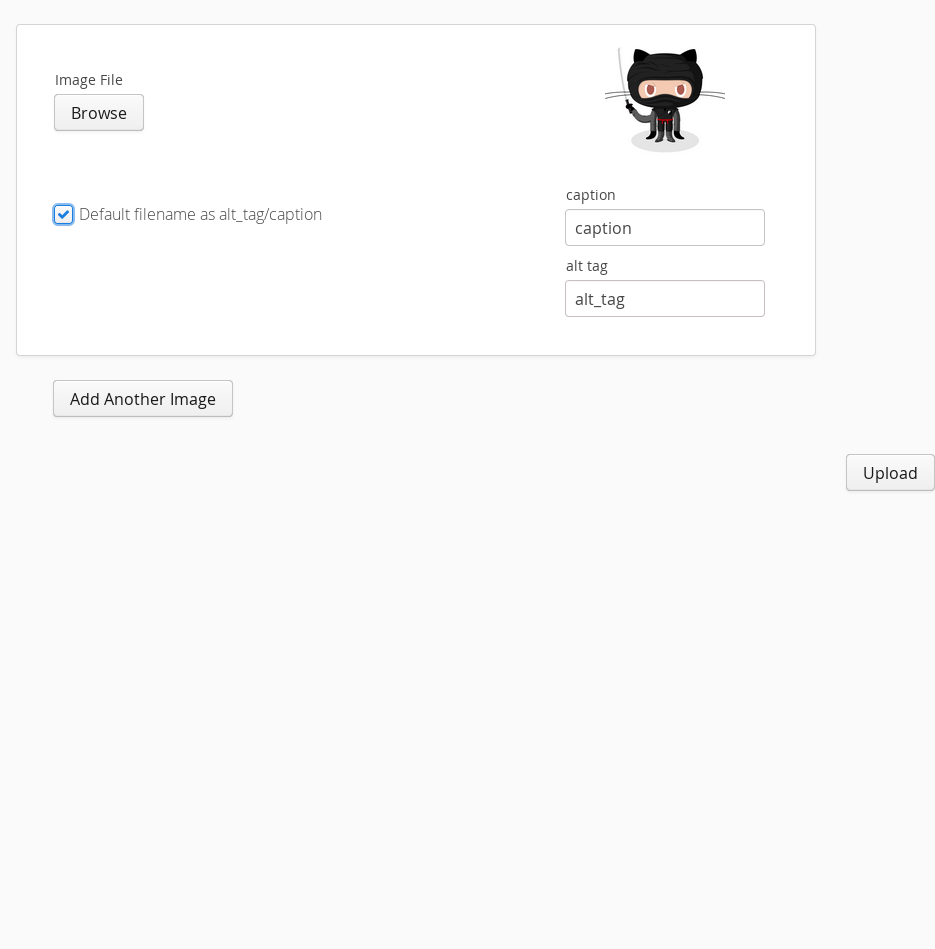 Image File
Browse
Default filename as alt_tag/caption
caption
caption
alt tag
alt_tag
Add Another Image
Upload